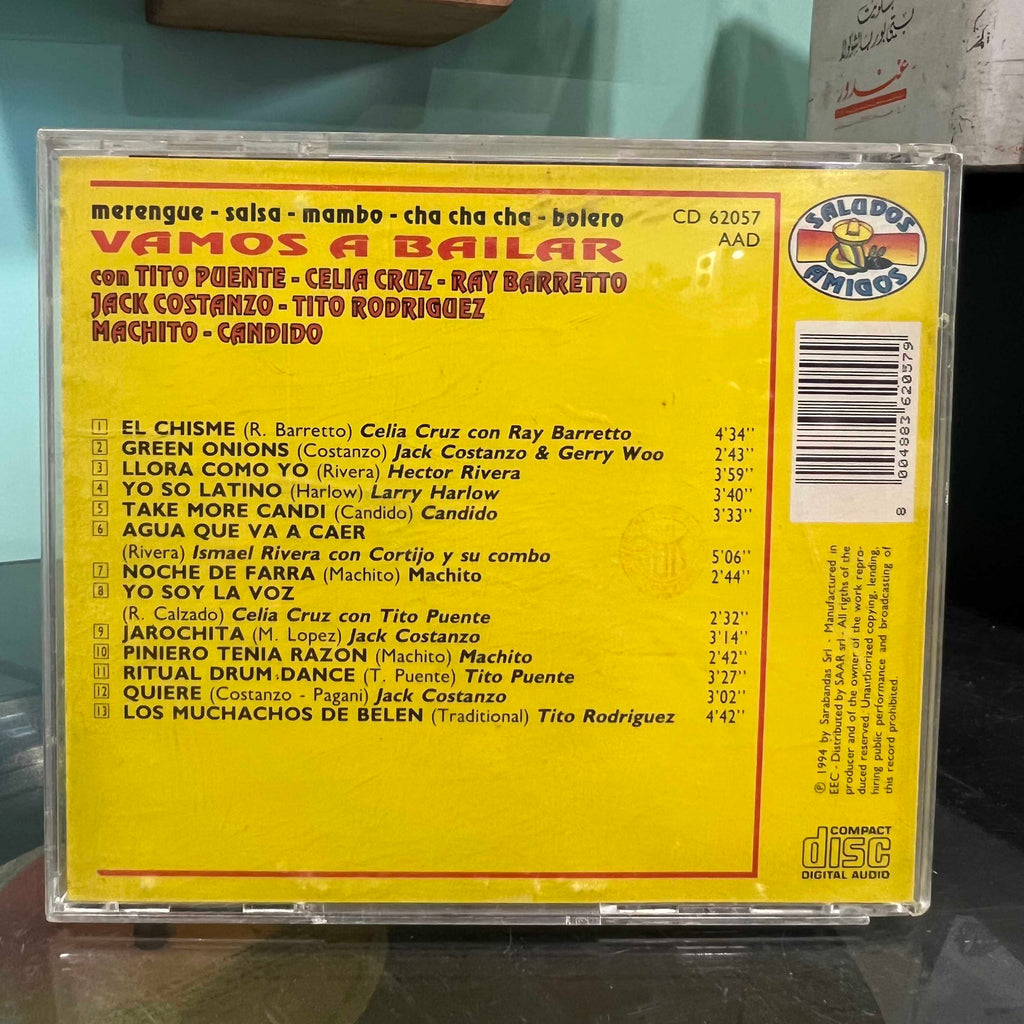 غندور
merengue - salsa - mambo - cha cha cha - bolero
CD 62057
VAMOS A BAILAR
AAD
con TITO PUENTE - CELIA CRUZ - RAY BARRETTO
JACK COSTANZO - TITO RODRIGUEZ
MACHITO - CANDIDO
SALUDOS
AMIGOS
1 EL CHISME (R. Barretto) Celia Cruz con Ray Barretto 4'34''
2 GREEN ONIONS (Costanzo) Jack Costanzo & Gerry Woo 2'43''
3 LLORA COMO YO (Rivera) Hector Rivera 3'59''
4 YO SO LATINO (Harlow) Larry Harlow 3'40''
5 TAKE MORE CANDI (Candido) Candido 3'33''
6 AGUA QUE VA A CAER
(Rivera) Ismael Rivera con Cortijo y su combo 5'06''
7 NOCHE DE FARRA (Machito) Machito 2'44''
8 YO SOY LA VOZ
(R. Calzado) Celia Cruz con Tito Puente 2'32''
9 JAROCHITA (M. Lopez) Jack Costanzo 3'14''
10 PINIERO TENIA RAZON (Machito) Machito 2'42''
11 RITUAL DRUM DANCE (T. Puente) Tito Puente 3'27''
12 QUIERE (Costanzo - Pagani) Jack Costanzo 3'02''
13 LOS MUCHACHOS DE BELEN (Traditional) Tito Rodriguez 4'42''
8 004883 620579
℗ 1994 by Sarabandas Srl - Manufactured in
EEC - Distributed by SAAR srl - All rigths of the
producer and of the owner of the work repro-
duced reserved. Unauthorized copying, lending,
hiring public performance and broadcasting of
this record prohibited.
COMPACT
disc
DIGITAL AUDIO